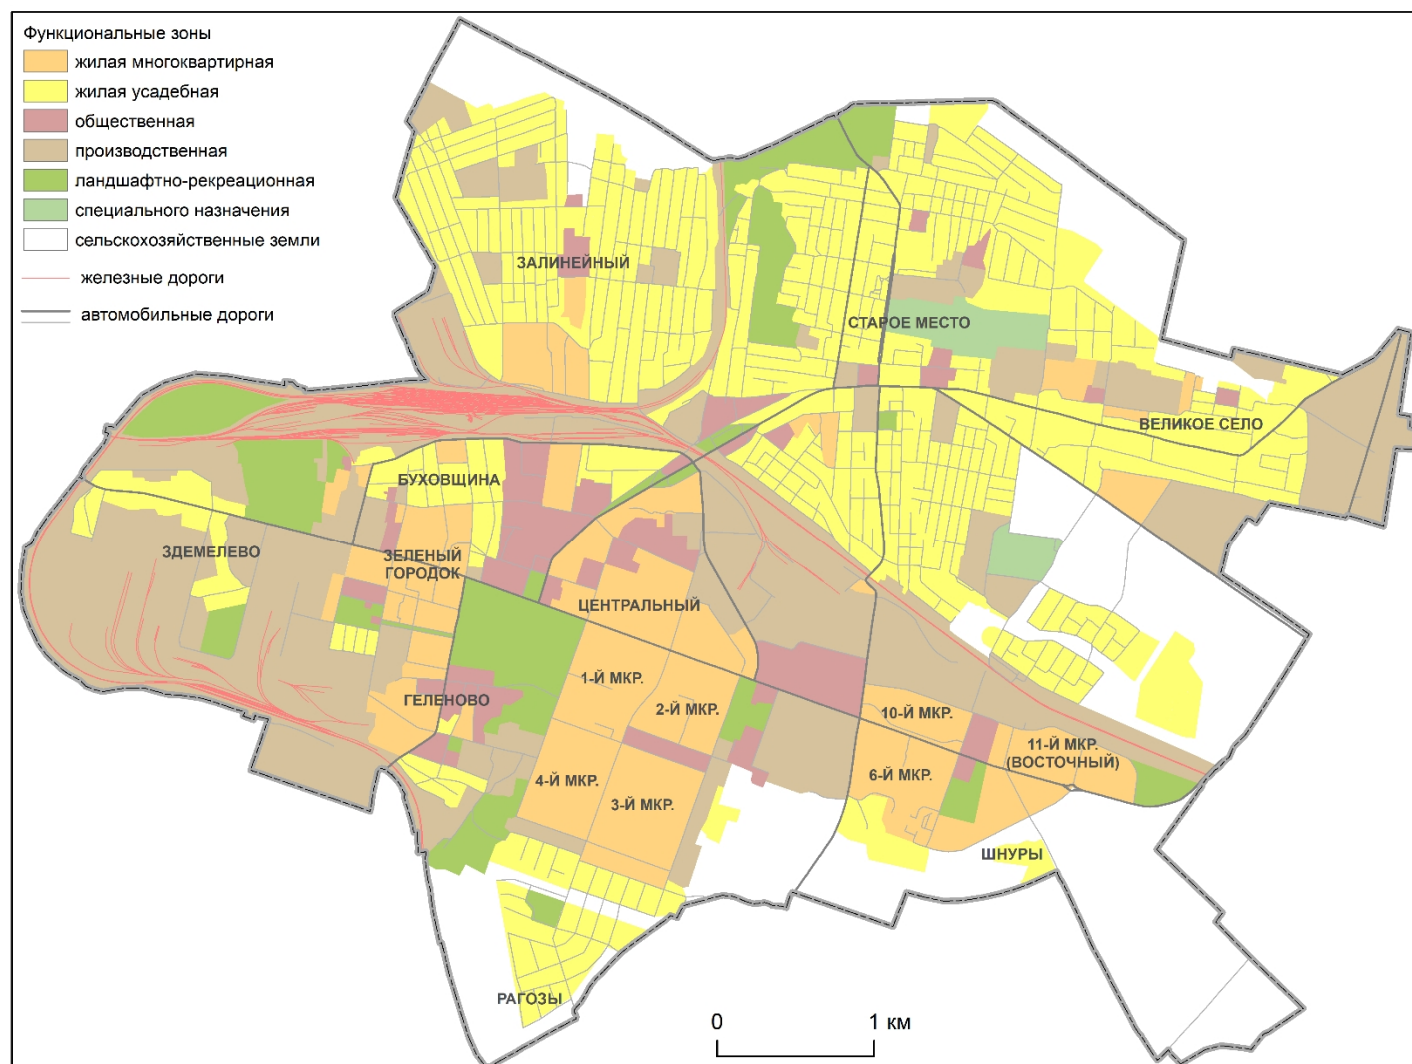 Функциональные зоны
жилая многоквартирная
жилая усадебная
общественная
производственная
ландшафтно-рекреационная
специального назначения
сельскохозяйственные земли
железные дороги
автомобильные дороги
ЗАЛИНЕЙНЫЙ
СТАРОЕ МЕСТО
ВЕЛИКОЕ СЕЛО
БУХОВЩИНА
ЗДЕМЕЛЕВО
ЗЕЛЕНЫЙ
ГОРОДОК
ЦЕНТРАЛЬНЫЙ
1-Й МКР.
ГЕЛЕНОВО
2-Й МКР.
10-Й МКР.
11-Й МКР.
(ВОСТОЧНЫЙ)
4-Й МКР.
6-Й МКР.
3-Й МКР.
ШНУРЫ
РАГОЗЫ
0 1 км